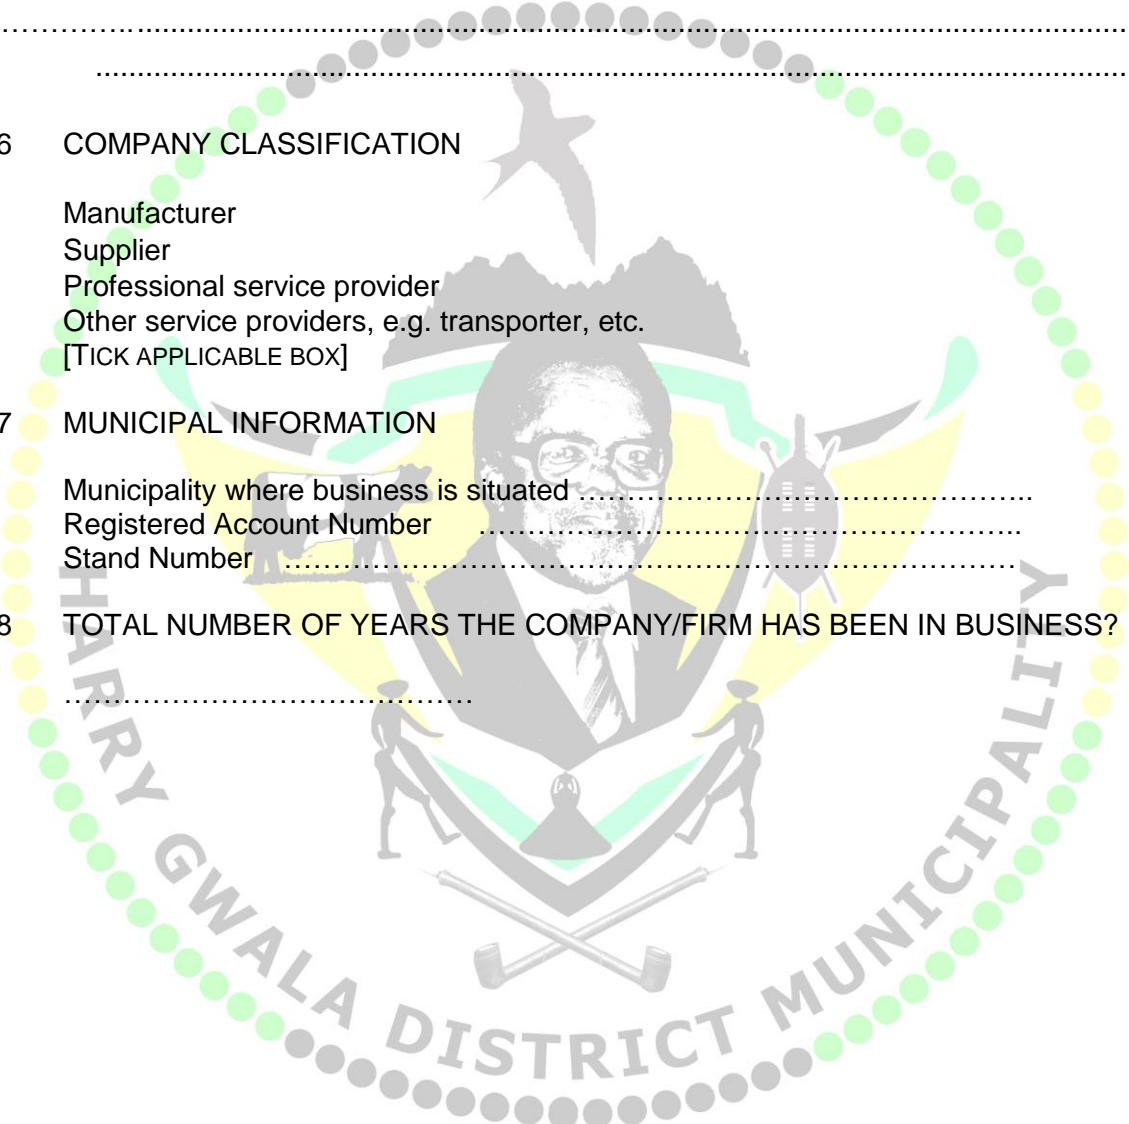 ………….............................................................................................................................
.............................................................................................................................
6 COMPANY CLASSIFICATION
Manufacturer
Supplier
Professional service provider
Other service providers, e.g. transporter, etc.
[TICK APPLICABLE BOX]
7 MUNICIPAL INFORMATION
Municipality where business is situated ………………………………………………..
Registered Account Number ………………………………………………………..
Stand Number ………………………………………………………………………………
8 TOTAL NUMBER OF YEARS THE COMPANY/FIRM HAS BEEN IN BUSINESS?
……………………………………………
HARRY GWALA DISTRICT MUNICIPALITY